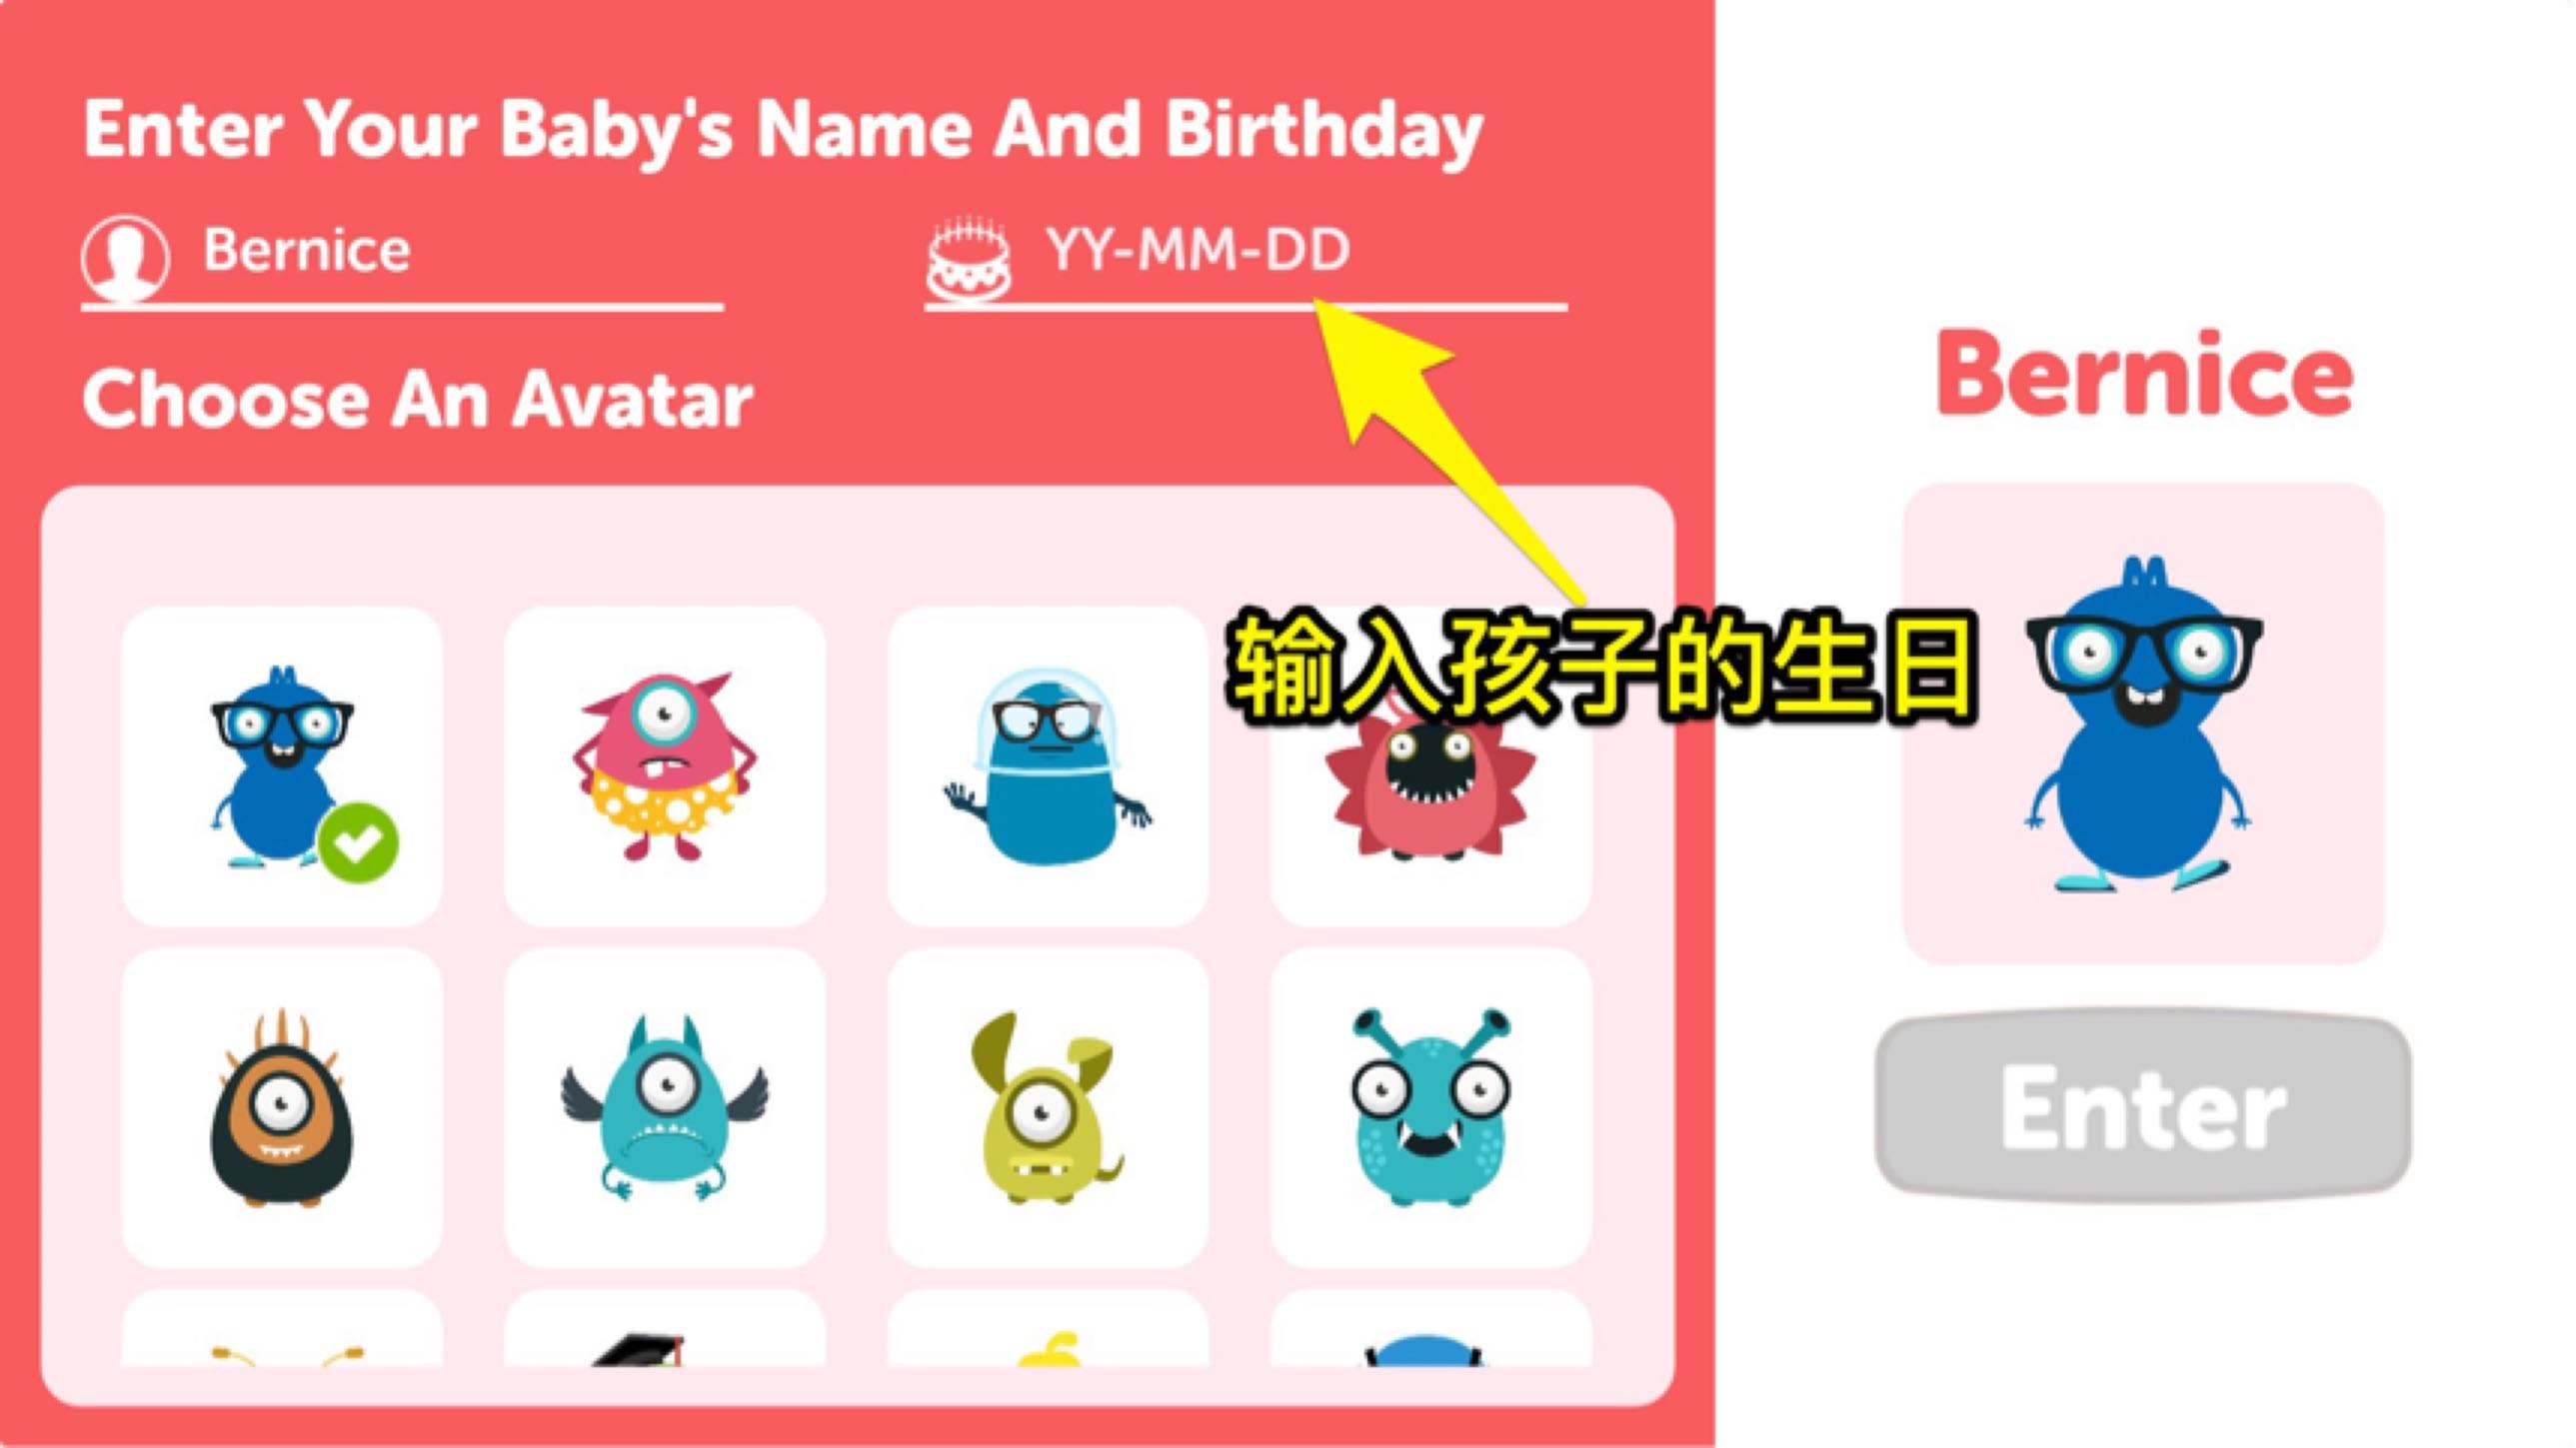 Enter Your Baby's Name And Birthday
Bernice
YY-MM-DD
Choose An Avatar
输入孩子的生日
Bernice
Enter